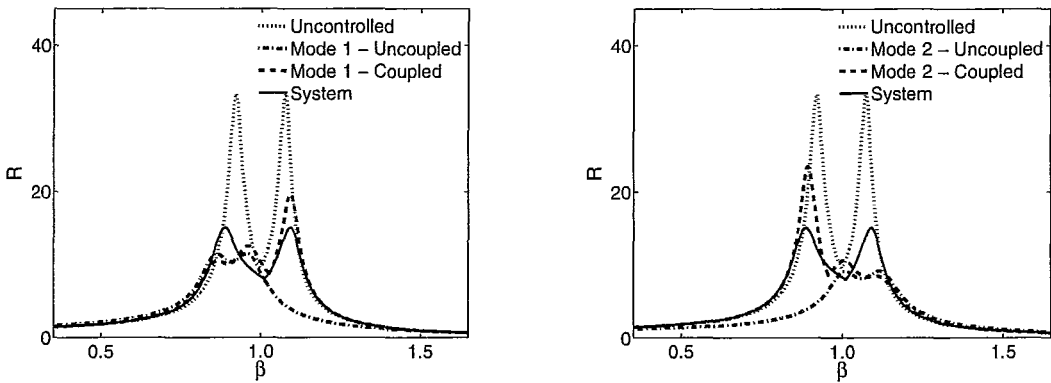 40
20
0
R
0.5
1.0
1.5
β
Uncontrolled
Mode 1 – Uncoupled
Mode 1 – Coupled
System
40
20
0
R
0.5
1.0
1.5
β
Uncontrolled
Mode 2 – Uncoupled
Mode 2 – Coupled
System